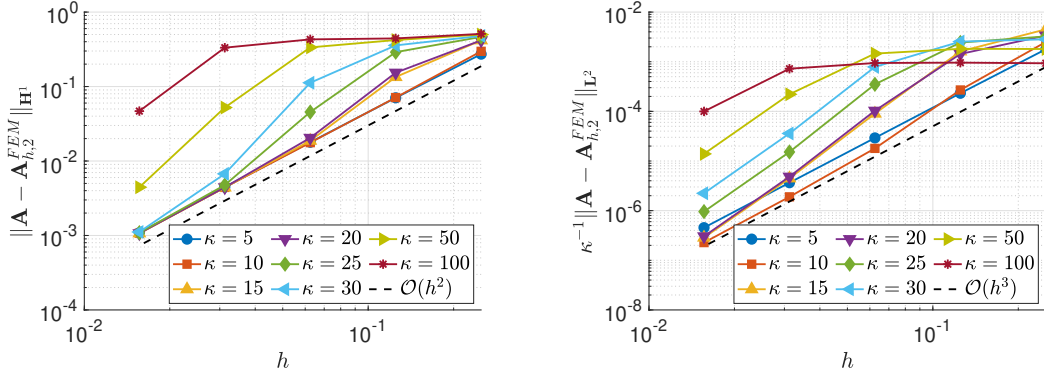 ‖A − A_{h,2}^{FEM}‖_{H^1}
10^0
10^{-1}
10^{-2}
10^{-3}
10^{-4}
κ = 5 κ = 20 κ = 50
κ = 10 κ = 25 κ = 100
κ = 15 κ = 30 O(h^2)
10^{-2} 10^{-1}
h
κ^{-1} ‖A − A_{h,2}^{FEM}‖_{L^2}
10^{-2}
10^{-4}
10^{-6}
10^{-8}
κ = 5 κ = 20 κ = 50
κ = 10 κ = 25 κ = 100
κ = 15 κ = 30 O(h^3)
10^{-2} 10^{-1}
h